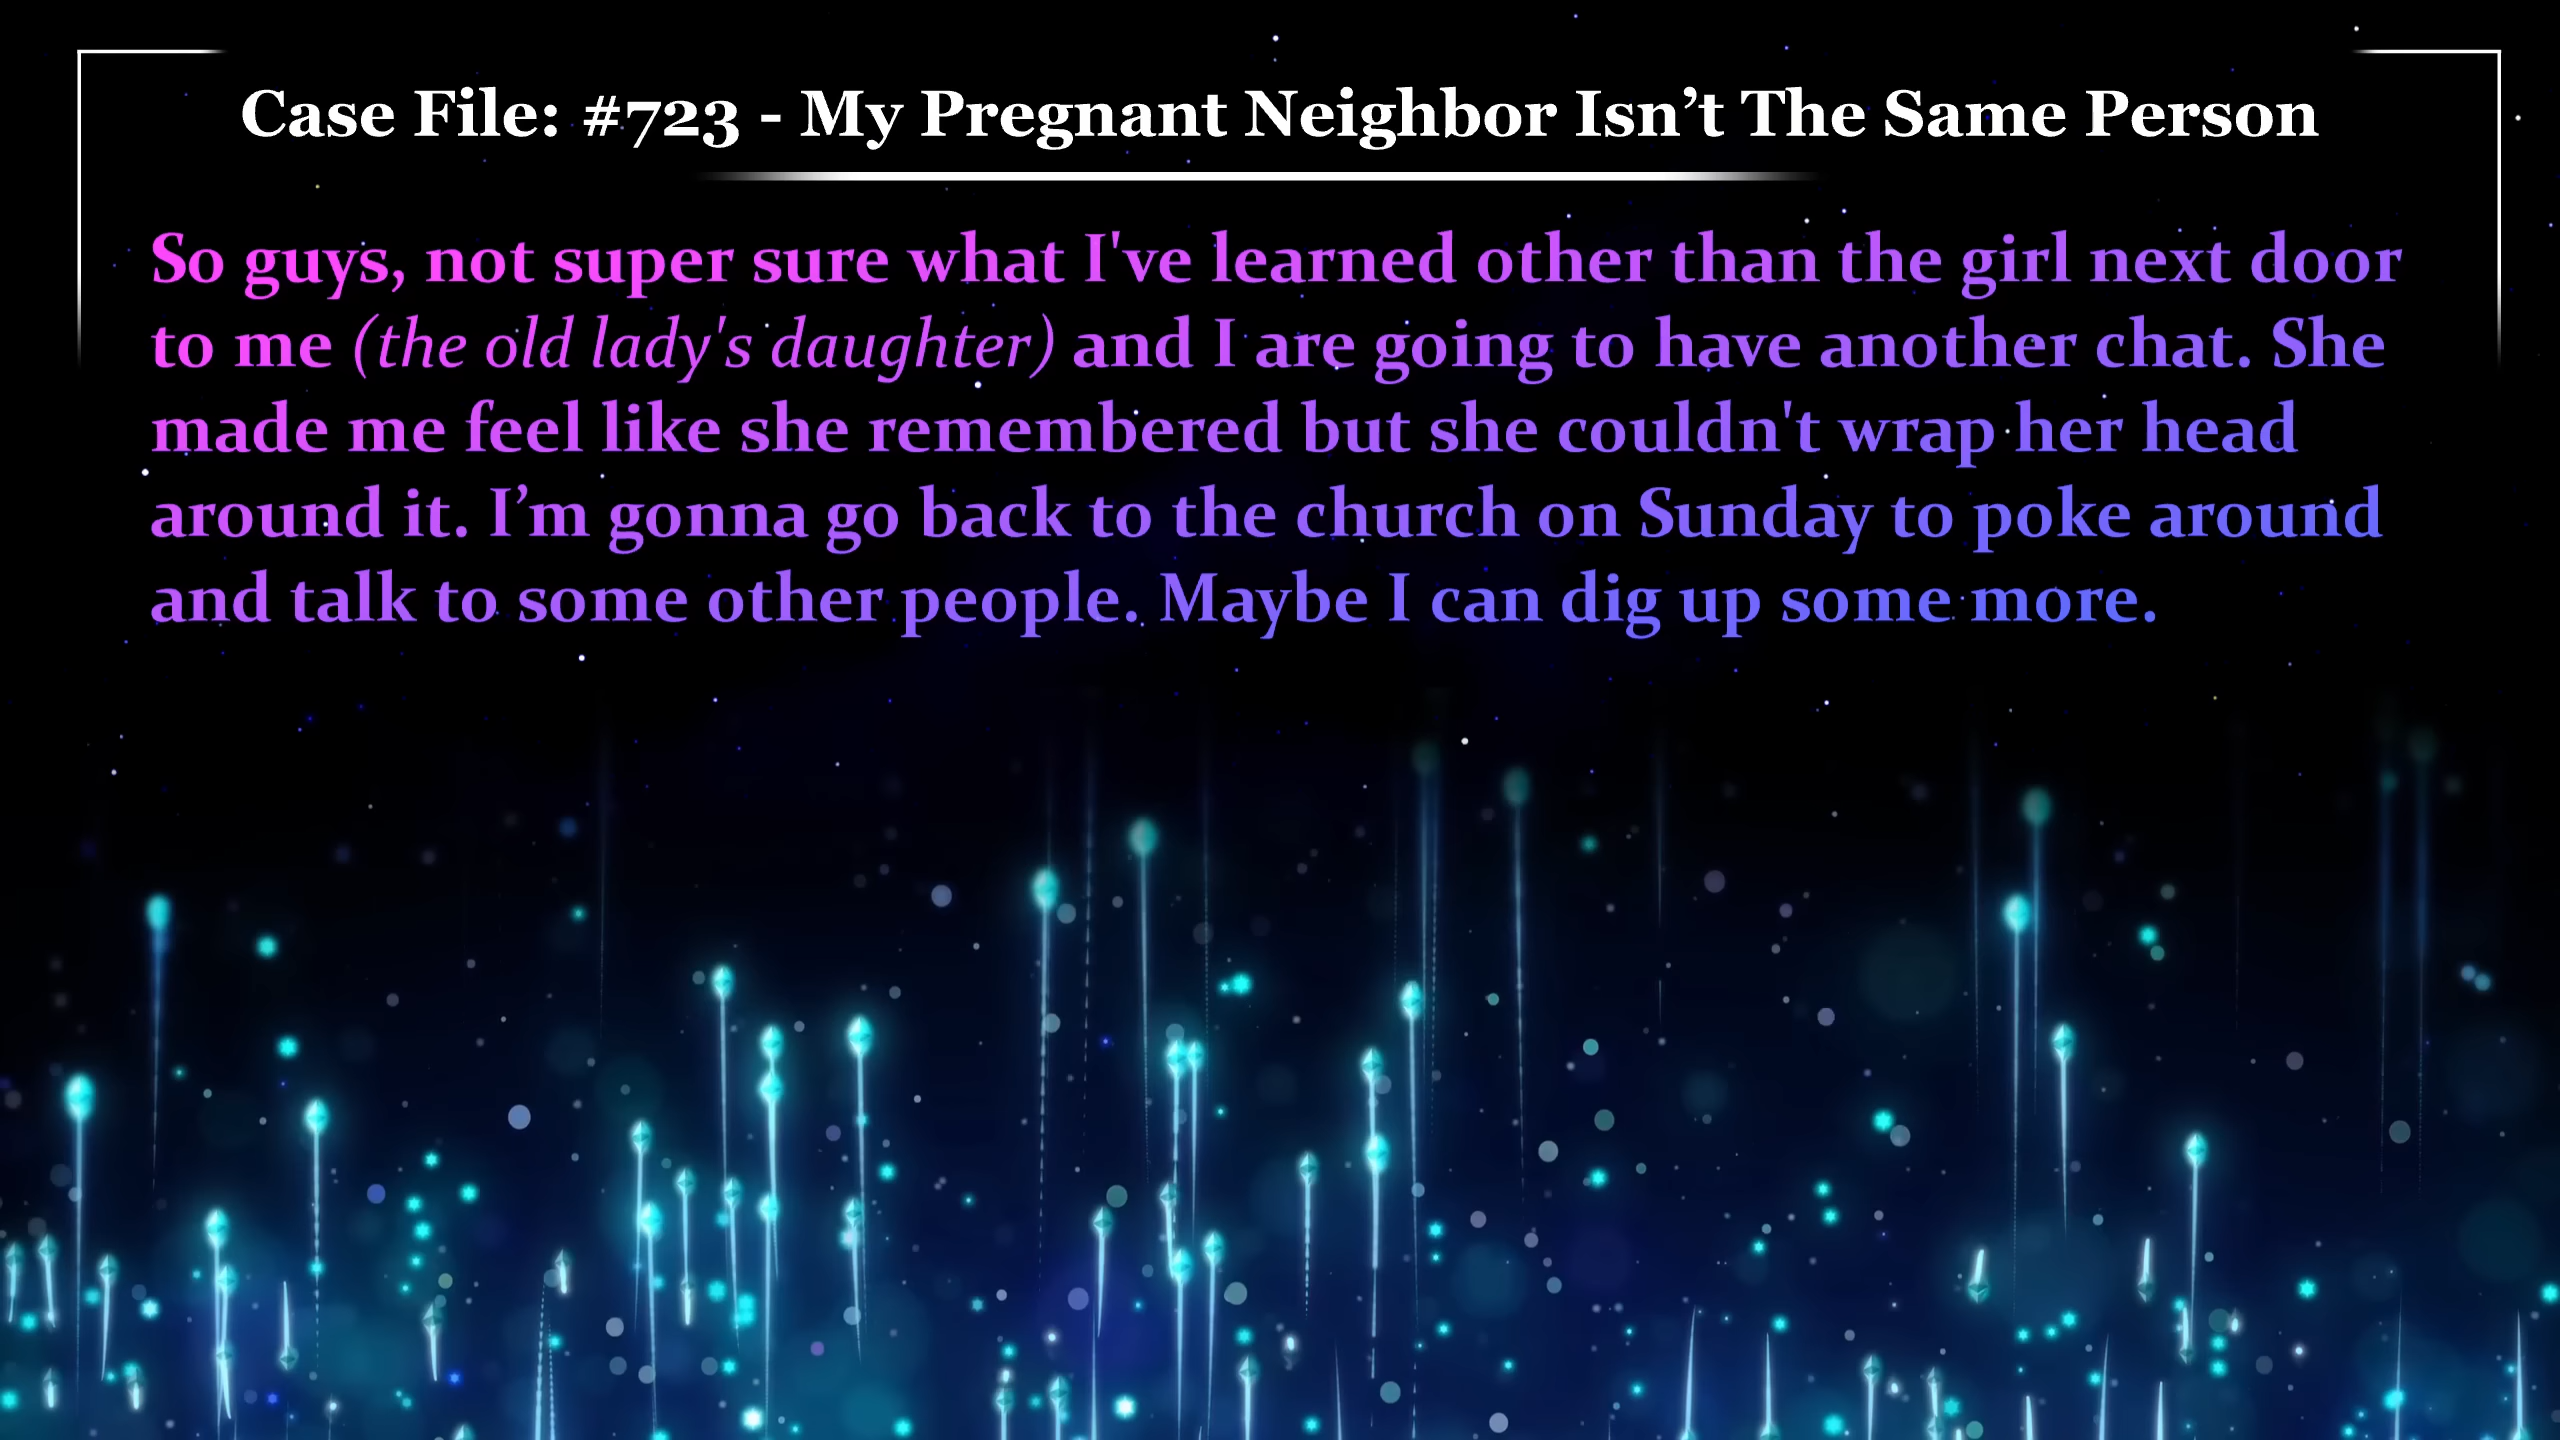 Case File: #723 - My Pregnant Neighbor Isn’t The Same Person
So guys, not super sure what I've learned other than the girl next door
to me (the old lady's daughter) and I are going to have another chat. She
made me feel like she remembered but she couldn't wrap her head
around it. I’m gonna go back to the church on Sunday to poke around
and talk to some other people. Maybe I can dig up some more.